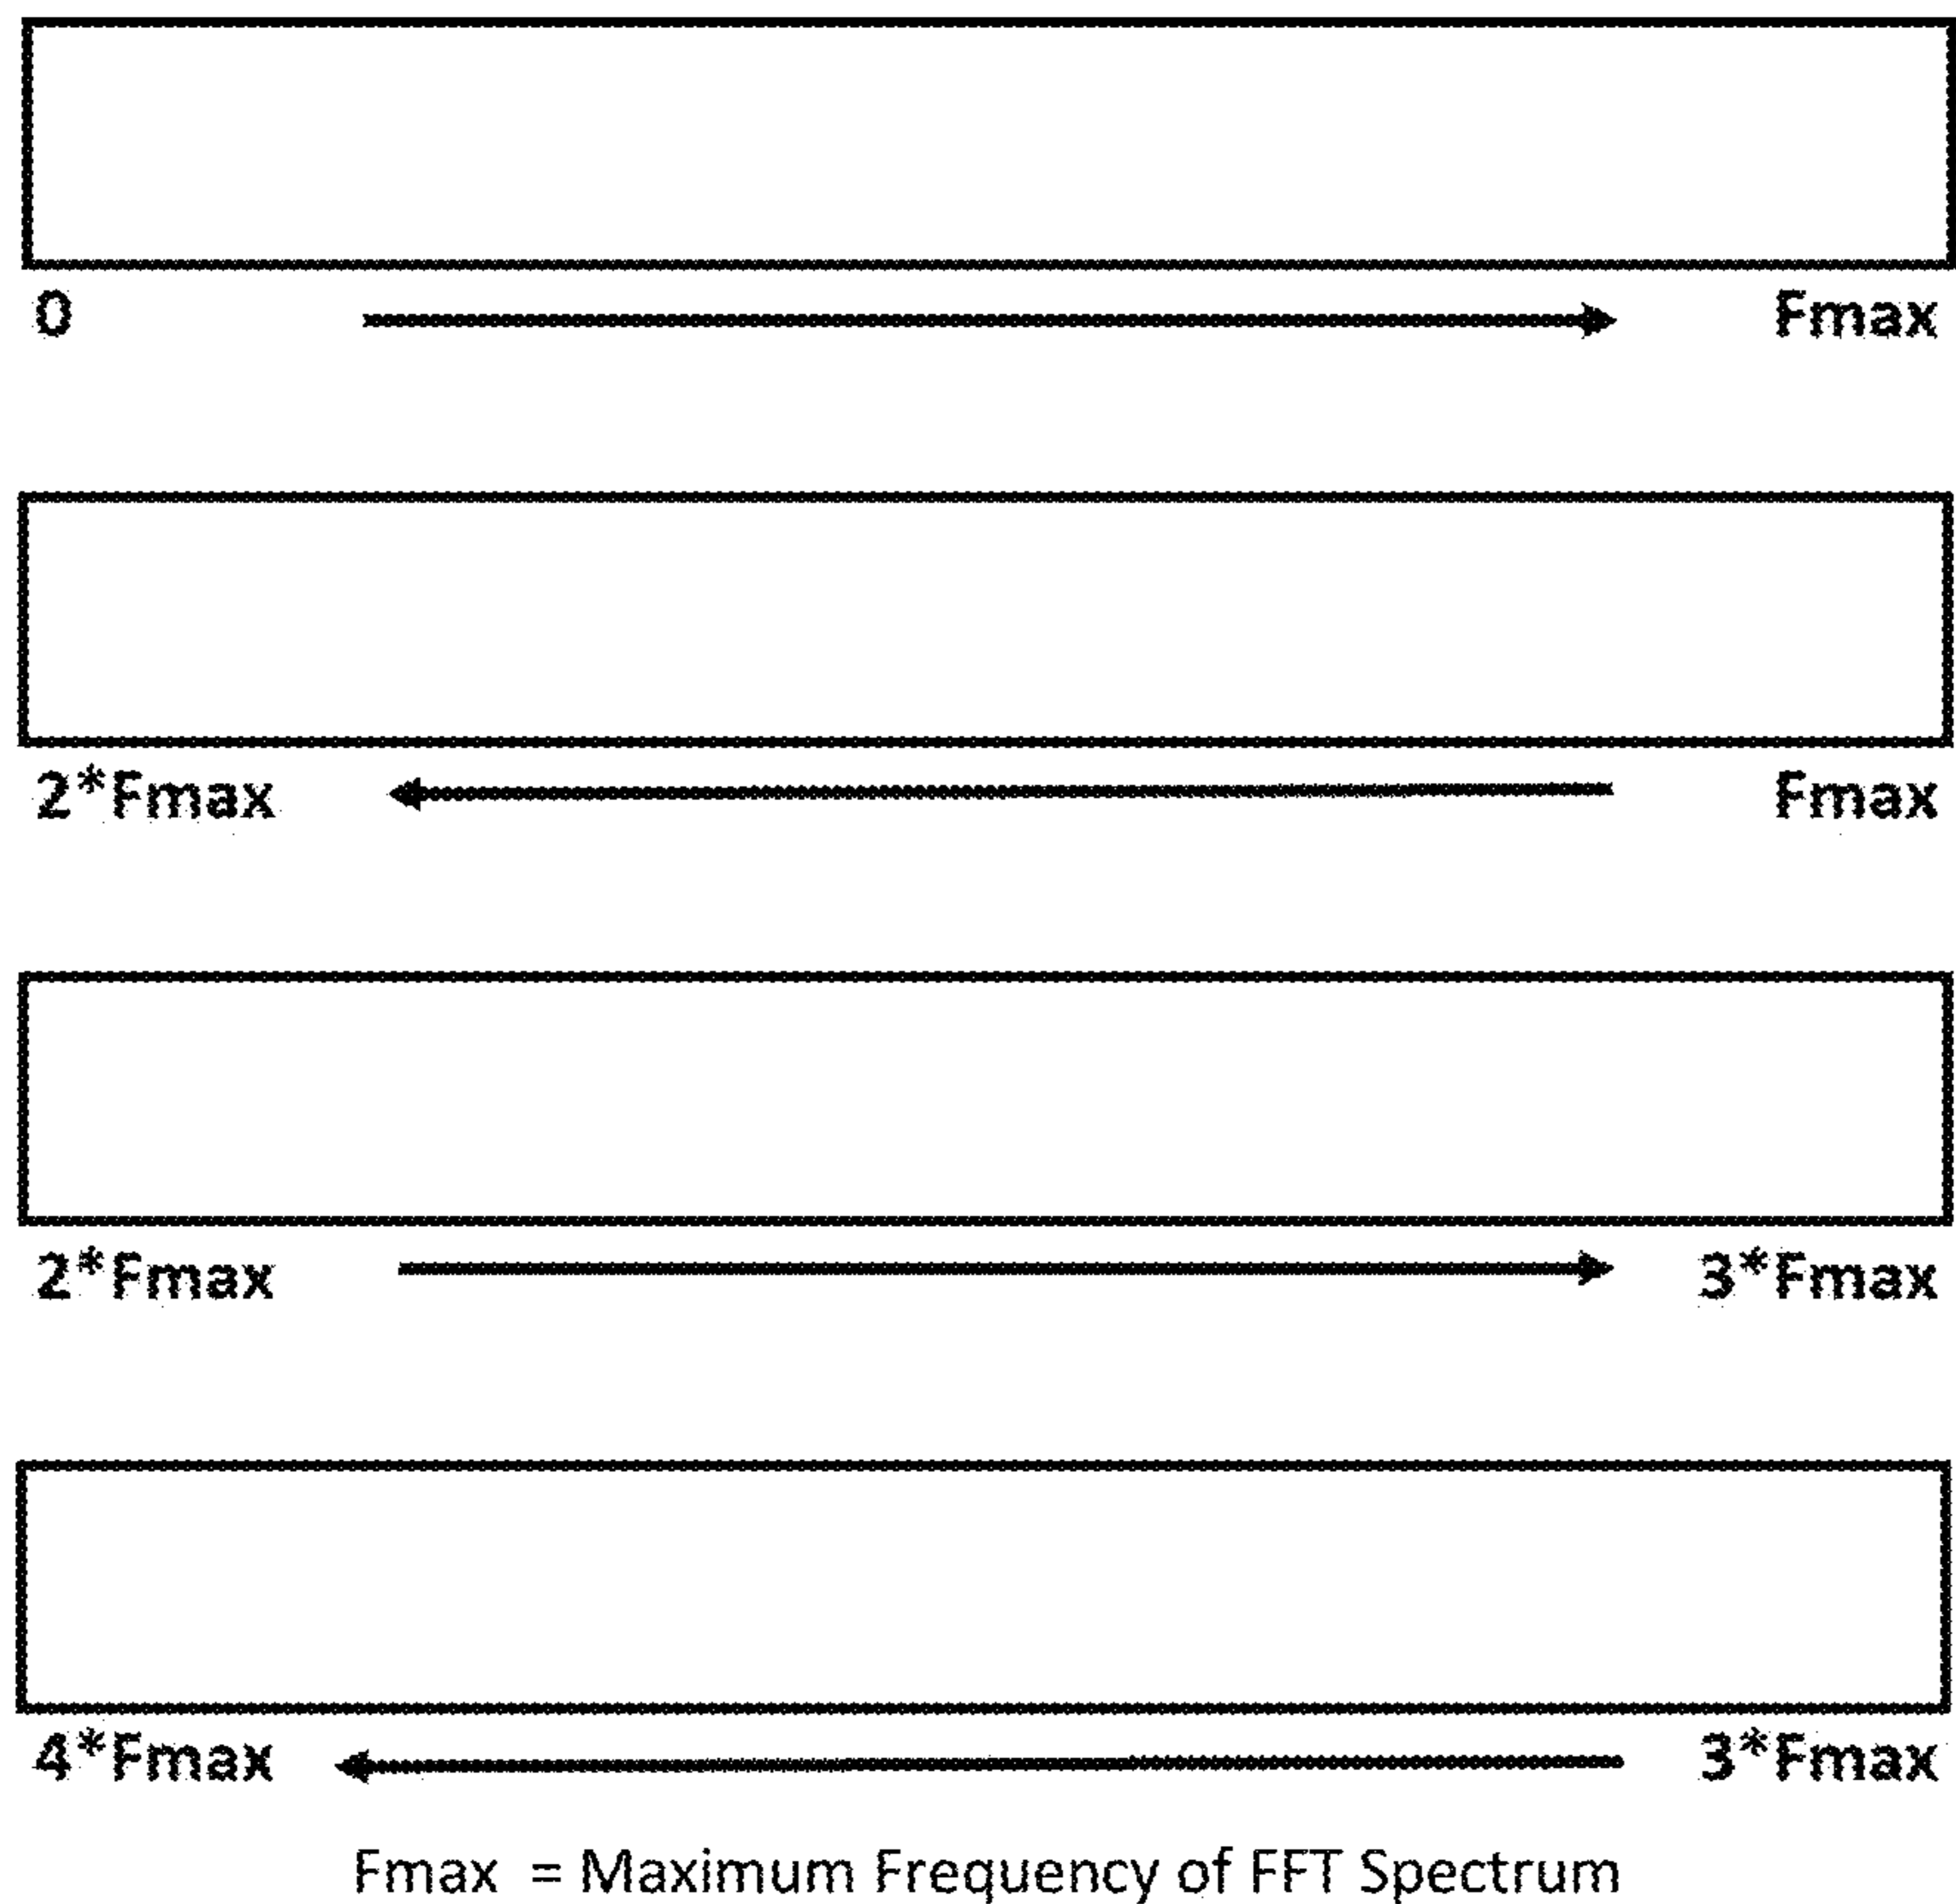 0 Fmax
2*Fmax Fmax
2*Fmax 3*Fmax
4*Fmax 3*Fmax
Fmax = Maximum Frequency of FFT Spectrum